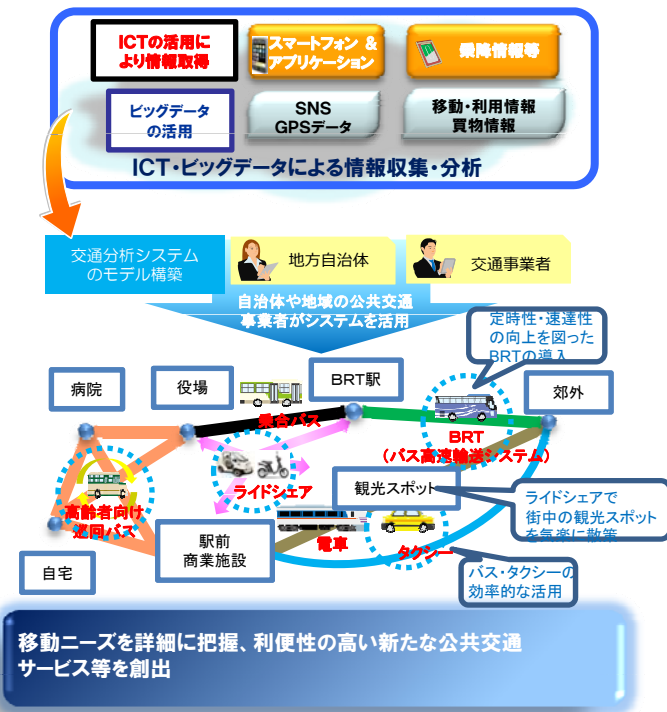 ICTの活用に
より情報取得
スマートフォン &
アプリケーション
乗降情報等
ビッグデータ
の活用
SNS
GPSデータ
移動・利用情報
買物情報
ICT・ビッグデータによる情報収集・分析
交通分析システム
のモデル構築
地方自治体
交通事業者
自治体や地域の公共交通
事業者がシステムを活用
定時性・速達性
の向上を図った
BRTの導入
病院
役場
BRT駅
郊外
乗合バス
BRT
(バス高速輸送システム)
ライドシェア
観光スポット
ライドシェアで
街中の観光スポット
を気楽に散策
高齢者向け
巡回バス
電車
タクシー
駅前
商業施設
自宅
バス・タクシーの
効率的な活用
移動ニーズを詳細に把握、利便性の高い新たな公共交通
サービス等を創出